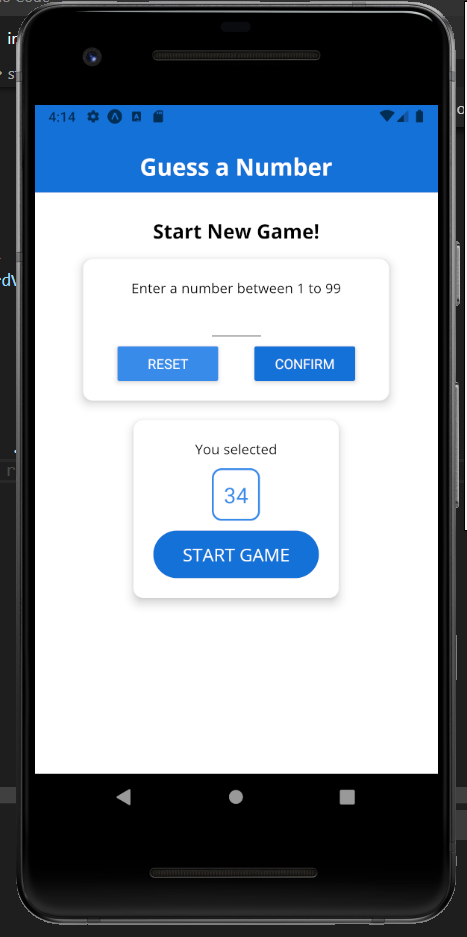 4:14
Guess a Number
Start New Game!
Enter a number between 1 to 99
RESET
CONFIRM
You selected
34
START GAME